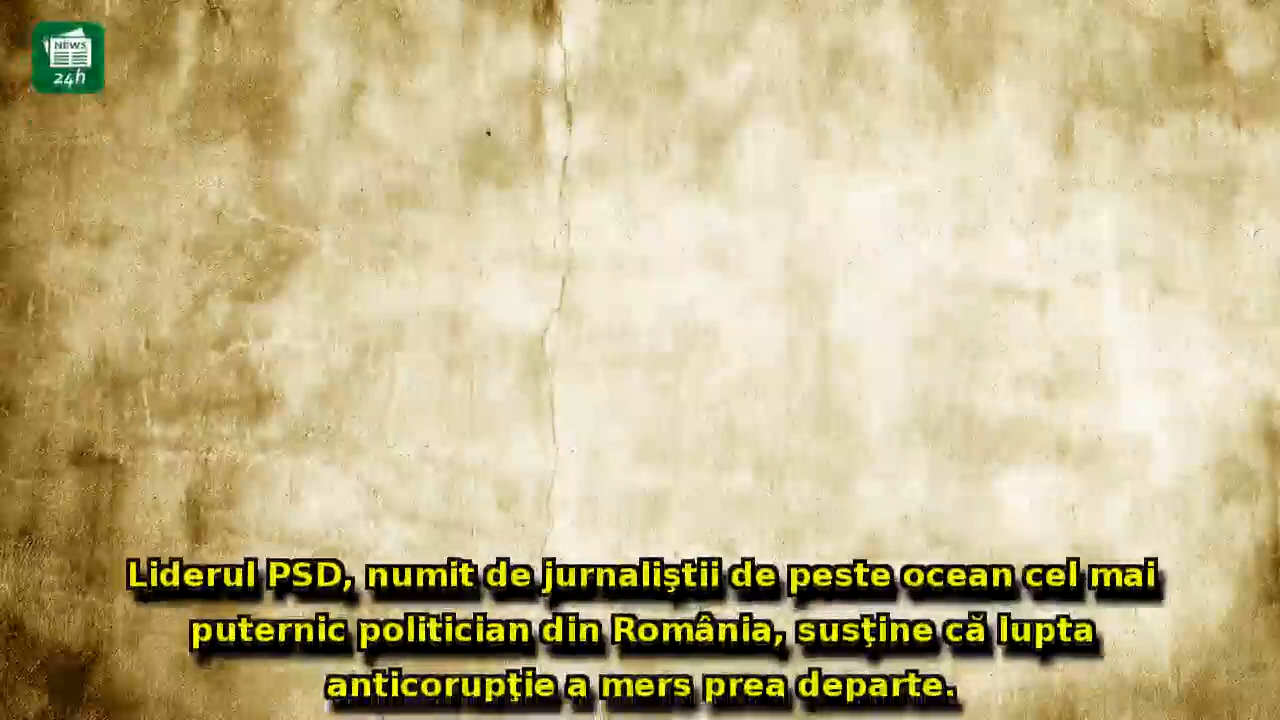 NEWS
24h
Liderul PSD, numit de jurnaliştii de peste ocean cel mai
puternic politician din România, susţine că lupta
anticorupţie a mers prea departe.